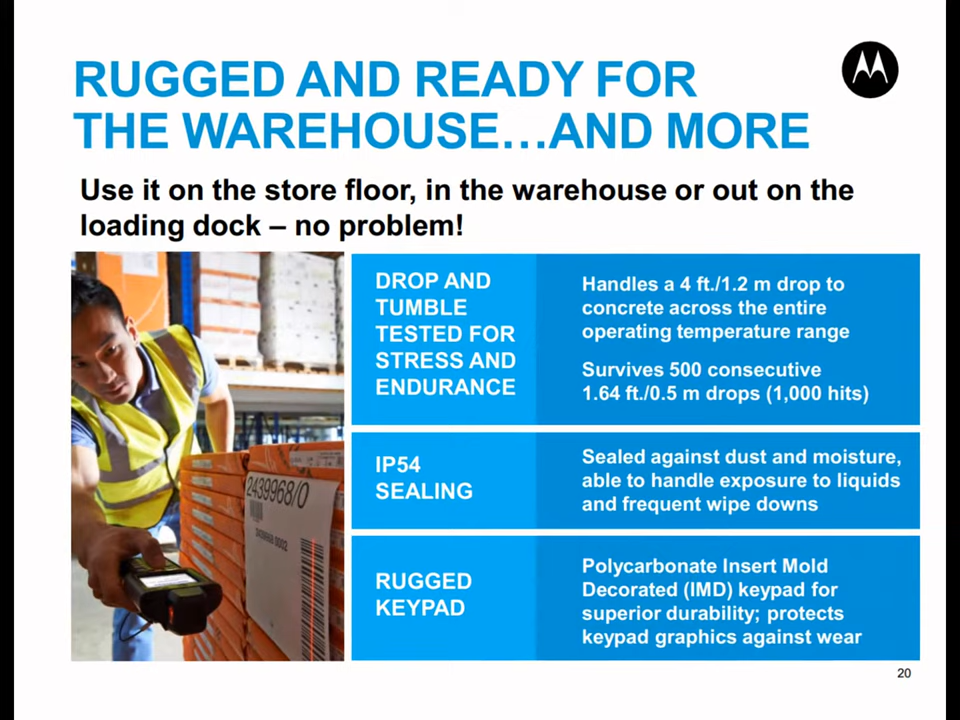 RUGGED AND READY FOR
THE WAREHOUSE…AND MORE
Use it on the store floor, in the warehouse or out on the
loading dock – no problem!
DROP AND
TUMBLE
TESTED FOR
STRESS AND
ENDURANCE
Handles a 4 ft./1.2 m drop to
concrete across the entire
operating temperature range
Survives 500 consecutive
1.64 ft./0.5 m drops (1,000 hits)
IP54
SEALING
Sealed against dust and moisture,
able to handle exposure to liquids
and frequent wipe downs
RUGGED
KEYPAD
Polycarbonate Insert Mold
Decorated (IMD) keypad for
superior durability; protects
keypad graphics against wear
2439968/0
20